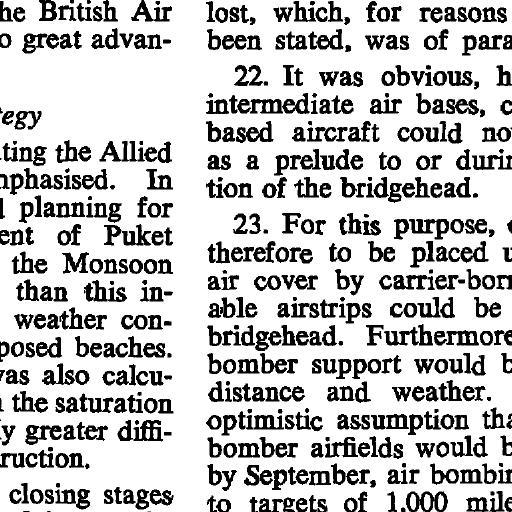 he British Air
o great advan-
egy
ting the Allied
mphasised. In
planning for
ent of Puket
the Monsoon
than this in-
weather con-
posed beaches.
as also calcu-
the saturation
y greater diffi-
ruction.
closing stages
lost, which, for reasons
been stated, was of para
22. It was obvious, h
intermediate air bases, c
based aircraft could no
as a prelude to or durin
tion of the bridgehead.
23. For this purpose,
therefore to be placed u
air cover by carrier-bor
able airstrips could be
bridgehead. Furthermore
bomber support would b
distance and weather.
optimistic assumption tha
bomber airfields would b
by September, air bombin
to targets of 1,000 mile